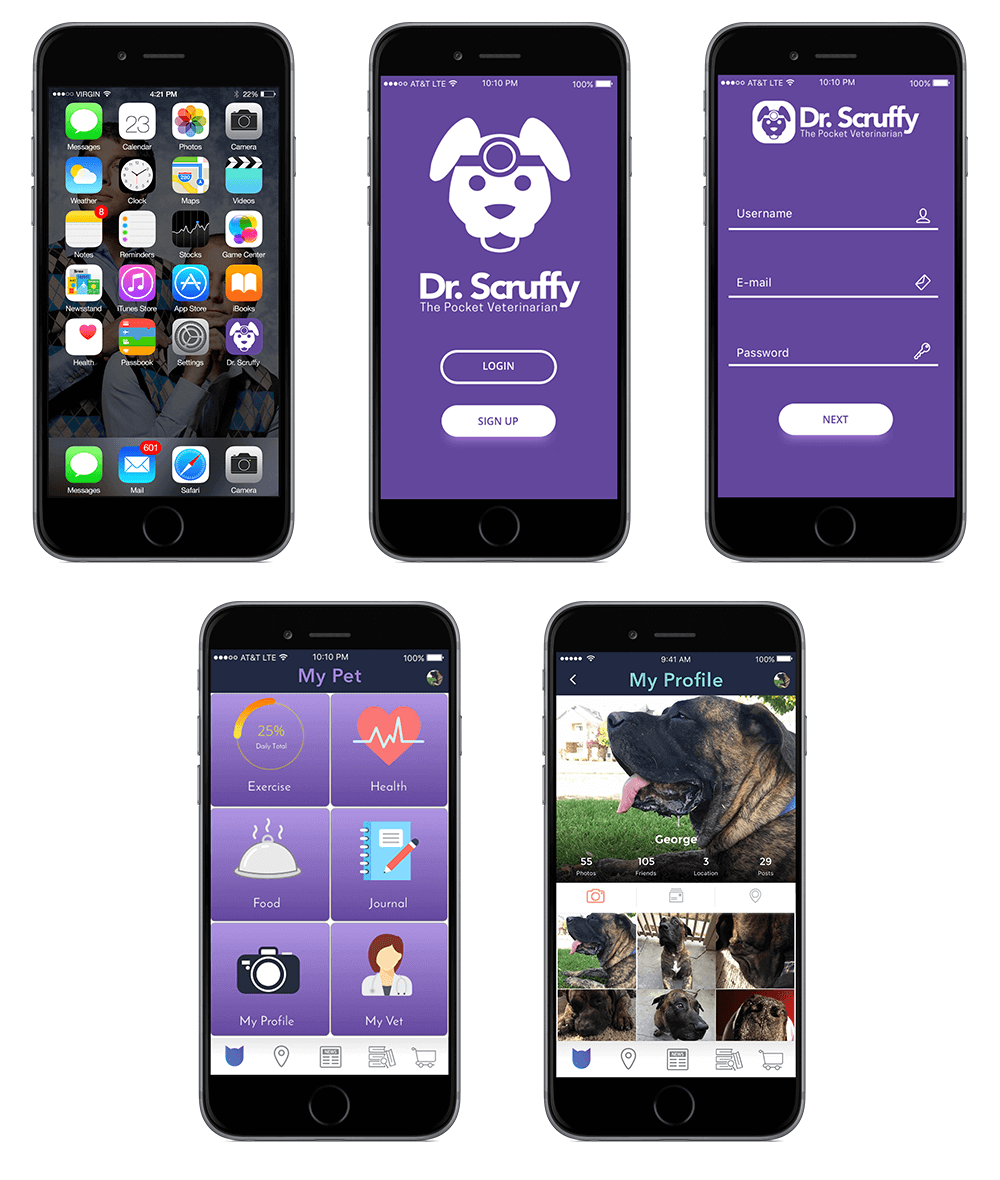 VIRGIN 4:21 PM 22%
23
Messages Calendar Photos Camera
280
Weather Clock Maps Videos
8
Notes Reminders Stocks Game Center
Newsstand iTunes Store App Store iBooks
Health Passbook Settings Dr. Scruffy
601
Messages Mail Safari Camera
AT&T LTE 10:10 PM 100%
Dr. Scruffy
The Pocket Veterinarian
LOGIN
SIGN UP
AT&T LTE 10:10 PM 100%
Dr. Scruffy
The Pocket Veterinarian
Username
E-mail
Password
NEXT
AT&T LTE 10:10 PM 100%
My Pet
25%
Daily Total
Exercise Health
Food Journal
My Profile My Vet
NEWS
9:41 AM 100%
My Profile
George
55 105 3 29
Photos Friends Location Posts
NEWS